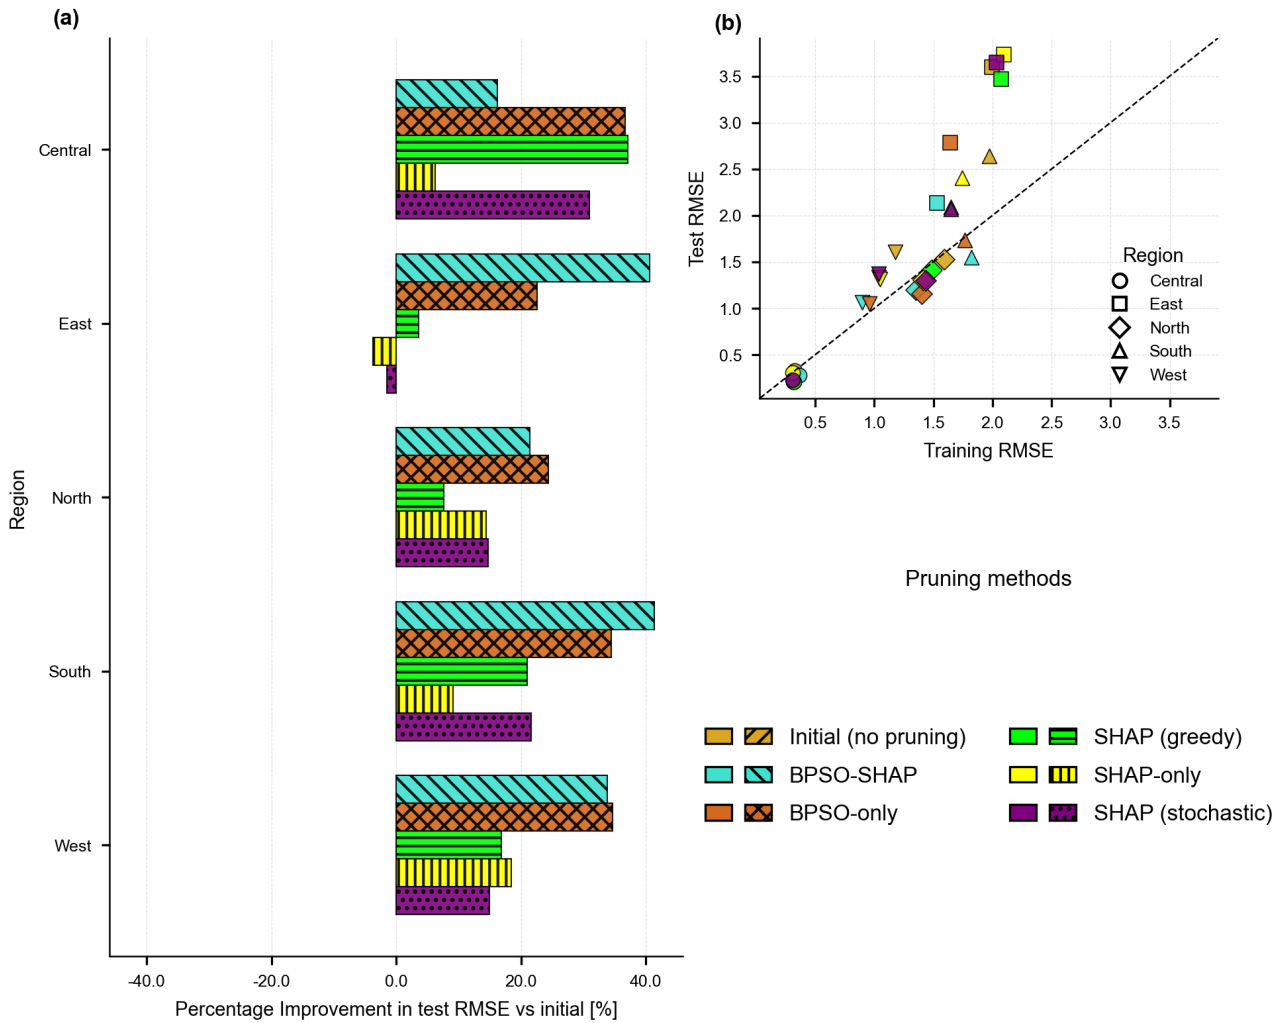 (a)
Central
East
North
South
West
Region
-40.0 -20.0 0.0 20.0 40.0
Percentage Improvement in test RMSE vs initial [%]
(b)
3.5
3.0
2.5
2.0
1.5
1.0
0.5
Test RMSE
Region
Central
East
North
South
West
0.5 1.0 1.5 2.0 2.5 3.0 3.5
Training RMSE
Pruning methods
Initial (no pruning)
BPSO-SHAP
BPSO-only
SHAP (greedy)
SHAP-only
SHAP (stochastic)